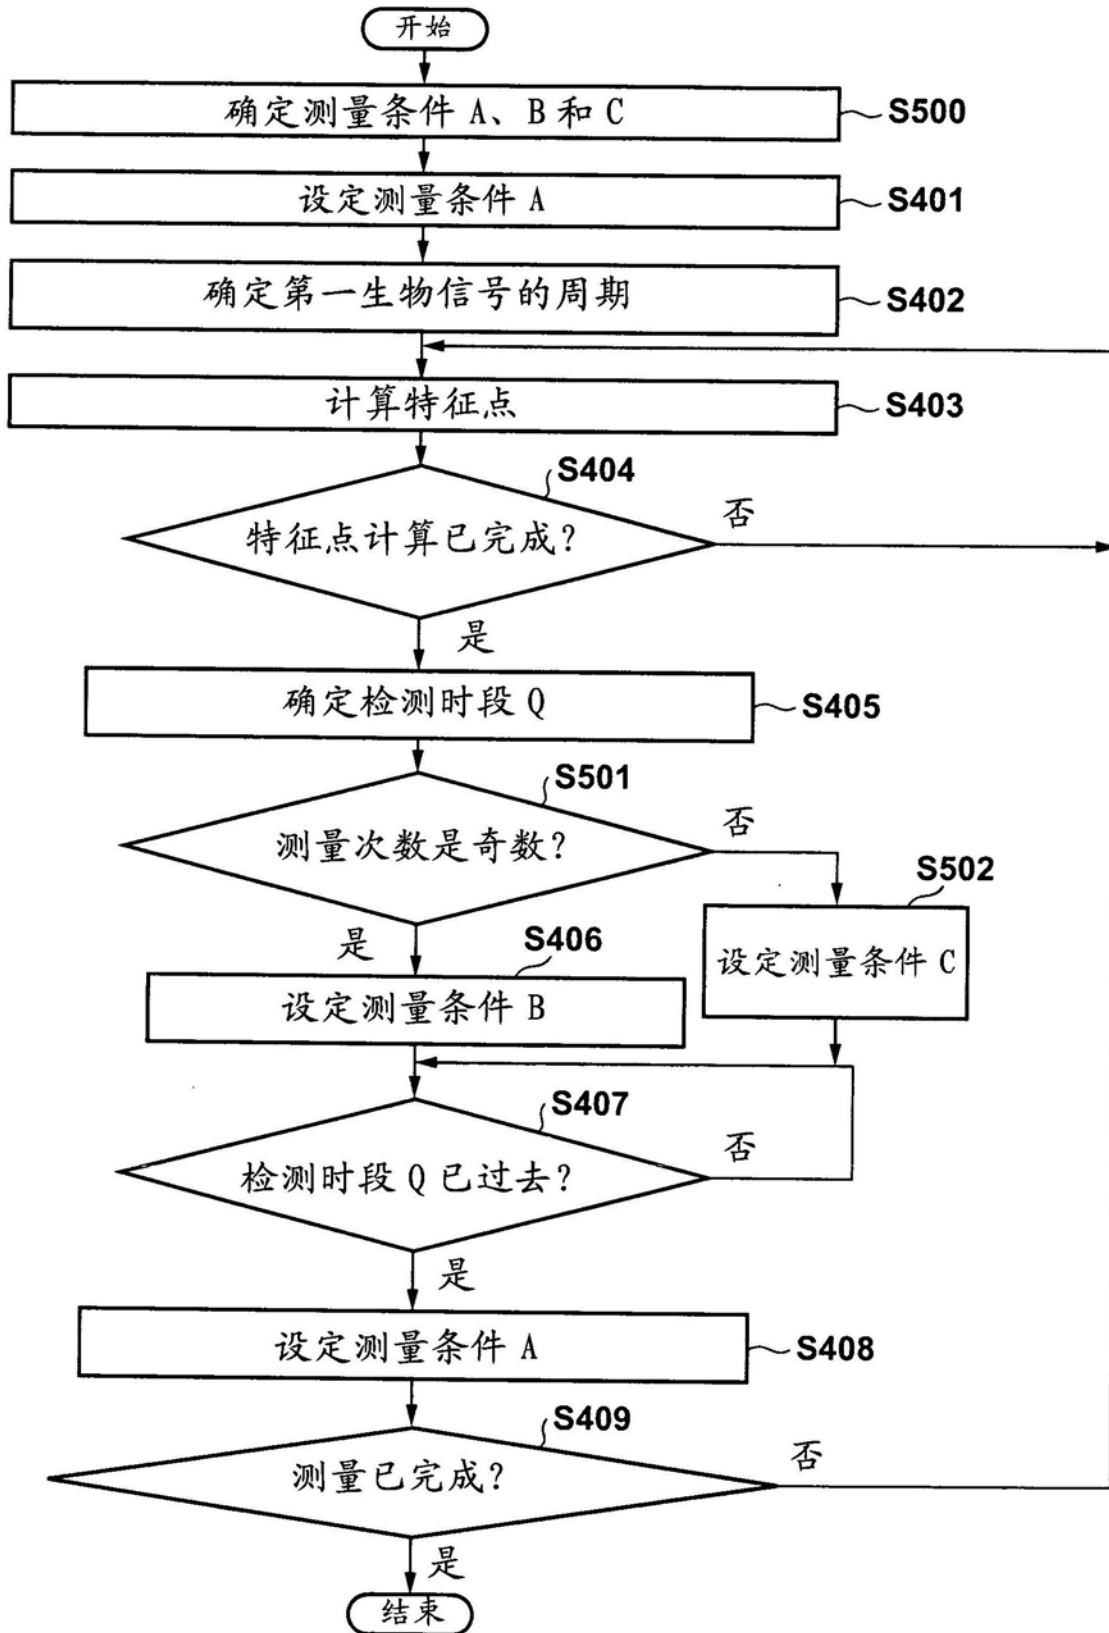 开始
确定测量条件 A、B 和 C
S500
设定测量条件 A
S401
确定第一生物信号的周期
S402
计算特征点
S403
S404
特征点计算已完成?
否
是
确定检测时段 Q
S405
S501
测量次数是奇数?
否
S502
是
S406
设定测量条件 C
设定测量条件 B
S407
检测时段 Q 已过去?
否
是
设定测量条件 A
S408
S409
测量已完成?
否
是
结束